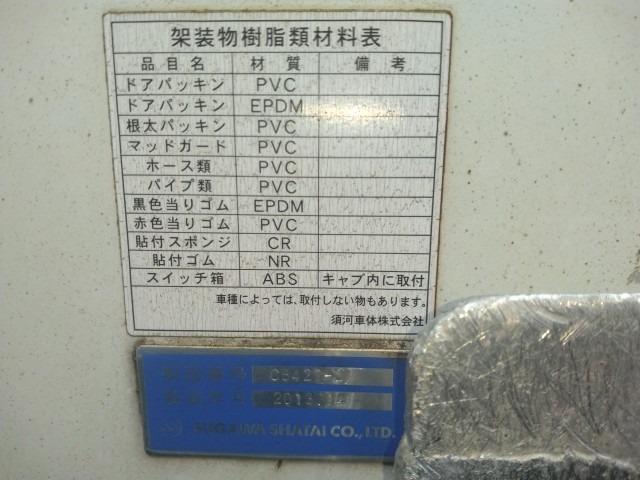 架装物樹脂類材料表
品目名 材質 備考
ドアパッキン PVC
ドアパッキン EPDM
根太パッキン PVC
マッドガード PVC
ホース類 PVC
パイプ類 PVC
黒色当りゴム EPDM
赤色当りゴム PVC
貼付スポンジ CR
貼付ゴム NR
スイッチ箱 ABS キャブ内に取付
車種によっては、取付しない物もあります。
須河車体株式会社
SUGAWA SHATAI CO., LTD.